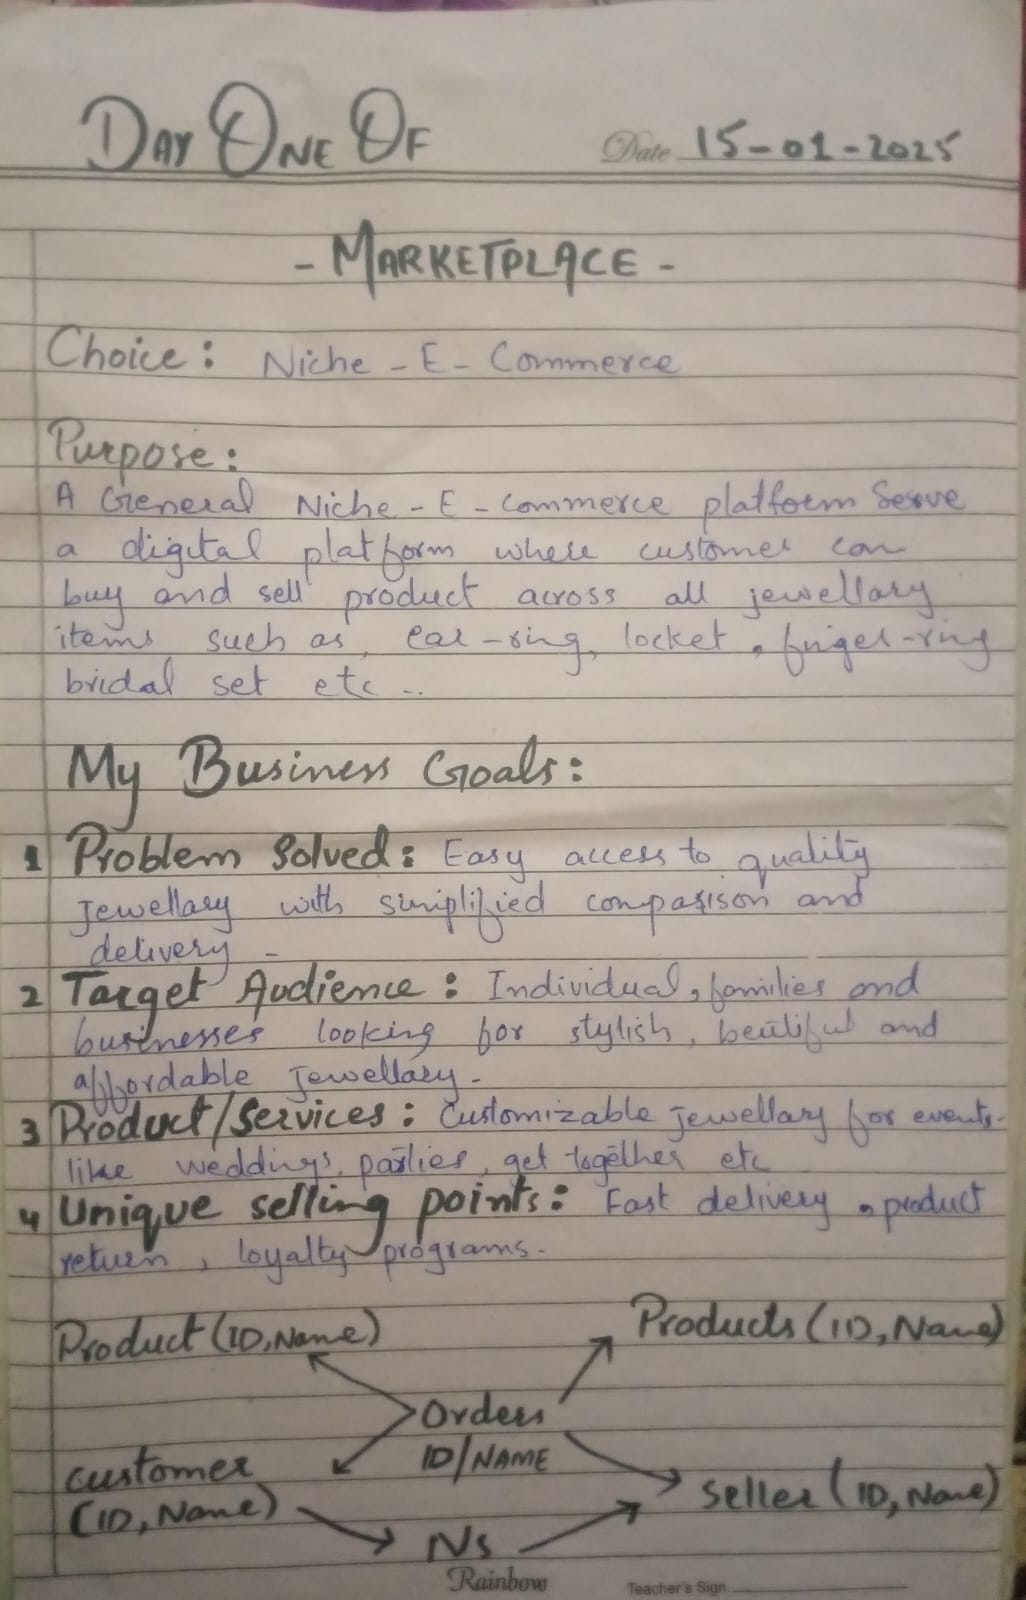 DAY ONE OF
Date 15-01-2025
- MARKETPLACE -
Choice: Niche - E - Commerce
Purpose:
A General Niche - E - commerce platform Serve
a digital platform where customer can
buy and sell product across all jewellary
items such as, ear-ring, locket, finger-ring
bridal set etc ..
My Business Goals:
1 Problem Solved: Easy access to quality
Jewellary with simplified comparison and
delivery -
2 Target Audience: Individual, families and
businesses looking for stylish, beutiful and
affordable Jewellary.
3 Product/Services: Customizable jewellary for events-
like weddings, parties, get together etc
4 Unique selling points: Fast delivery, product
return, loyalty programs.
Product (ID, Name)
Products (ID, Name)
Orders
ID/NAME
customer
(ID, Name)
Seller (ID, Name)
Ns
Rainbow
Teacher's Sign.